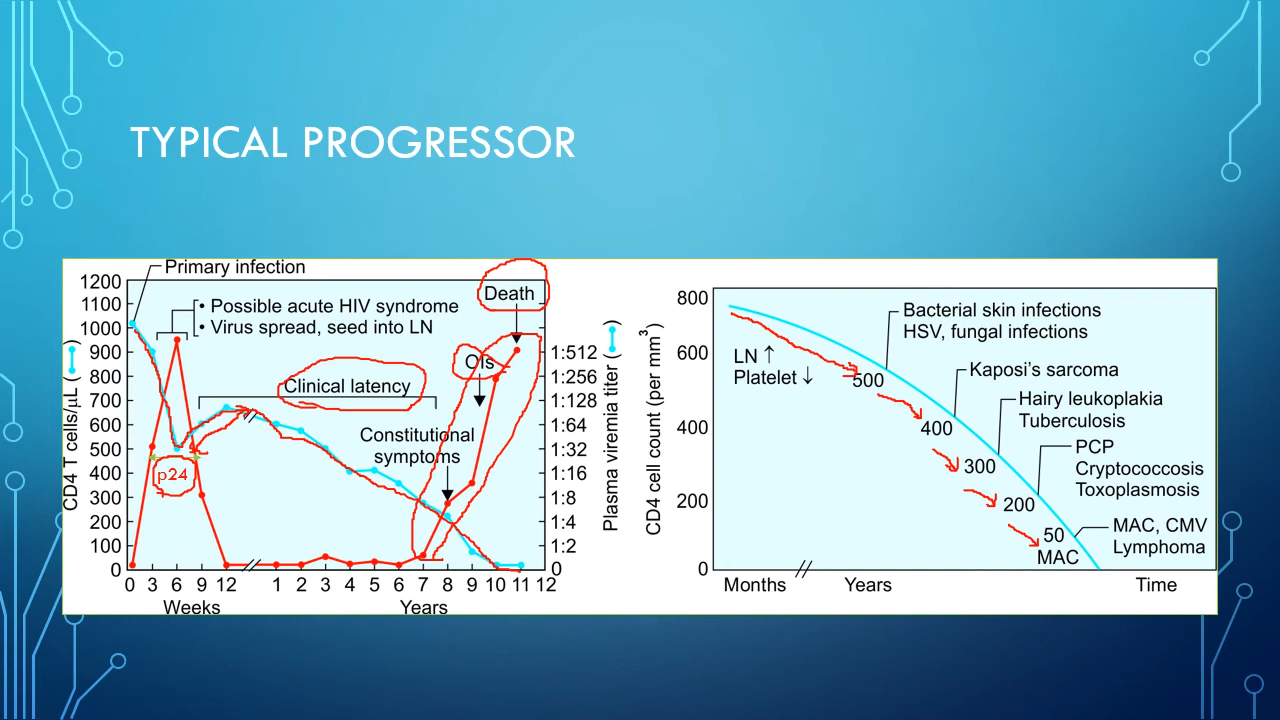 TYPICAL PROGRESSOR
Primary infection
• Possible acute HIV syndrome
• Virus spread, seed into LN
Clinical latency
Death
OIs
Constitutional
symptoms
p24
CD4 T cells/μL ( )
1200
1100
1000
900
800
700
600
500
400
300
200
100
0
0 3 6 9 12 1 2 3 4 5 6 7 8 9 10 11 12
Weeks Years
1:512
1:256
1:128
1:64
1:32
1:16
1:8
1:4
1:2
0
Plasma viremia titer ( )
CD4 cell count (per mm³)
800
600
400
200
0
LN ↑
Platelet ↓
500
400
300
200
50
MAC
Bacterial skin infections
HSV, fungal infections
Kaposi's sarcoma
Hairy leukoplakia
Tuberculosis
PCP
Cryptococcosis
Toxoplasmosis
MAC, CMV
Lymphoma
Months Years Time